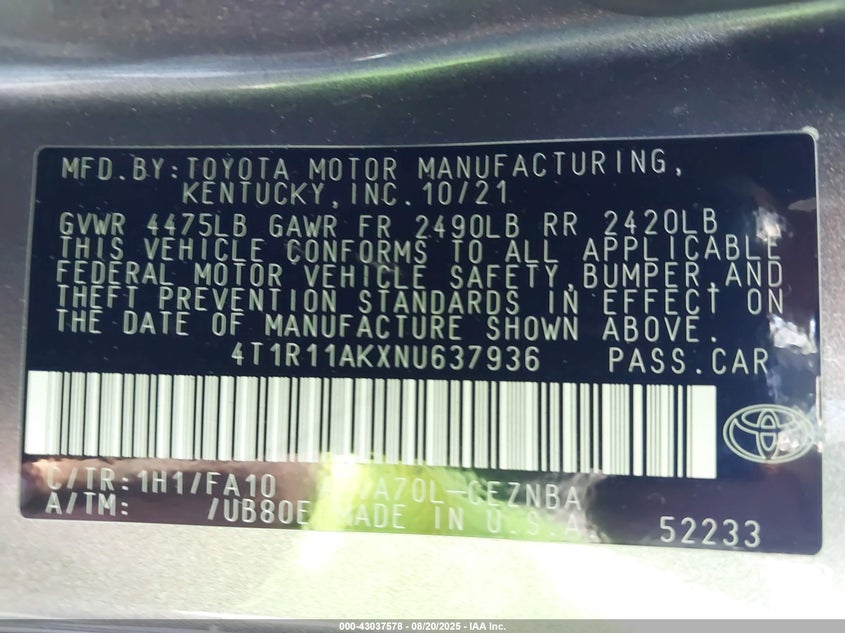 MFD.BY:TOYOTA MOTOR MANUFACTURING,
KENTUCKY,INC.10/21
GVWR 4475LB GAWR FR 2490LB RR 2420LB
THIS VEHICLE CONFORMS TO ALL APPLICABLE
FEDERAL MOTOR VEHICLE SAFETY,BUMPER,AND
THEFT PREVENTION STANDARDS IN EFFECT ON
THE DATE OF MANUFACTURE SHOWN ABOVE.
4T1R11AKXNU637936 PASS.CAR
C/TR:1H1/FA10
A/TM: /UB80E MADE IN U.S.A. 52233
000-43037578 - 08/20/2025 - IAA Inc.